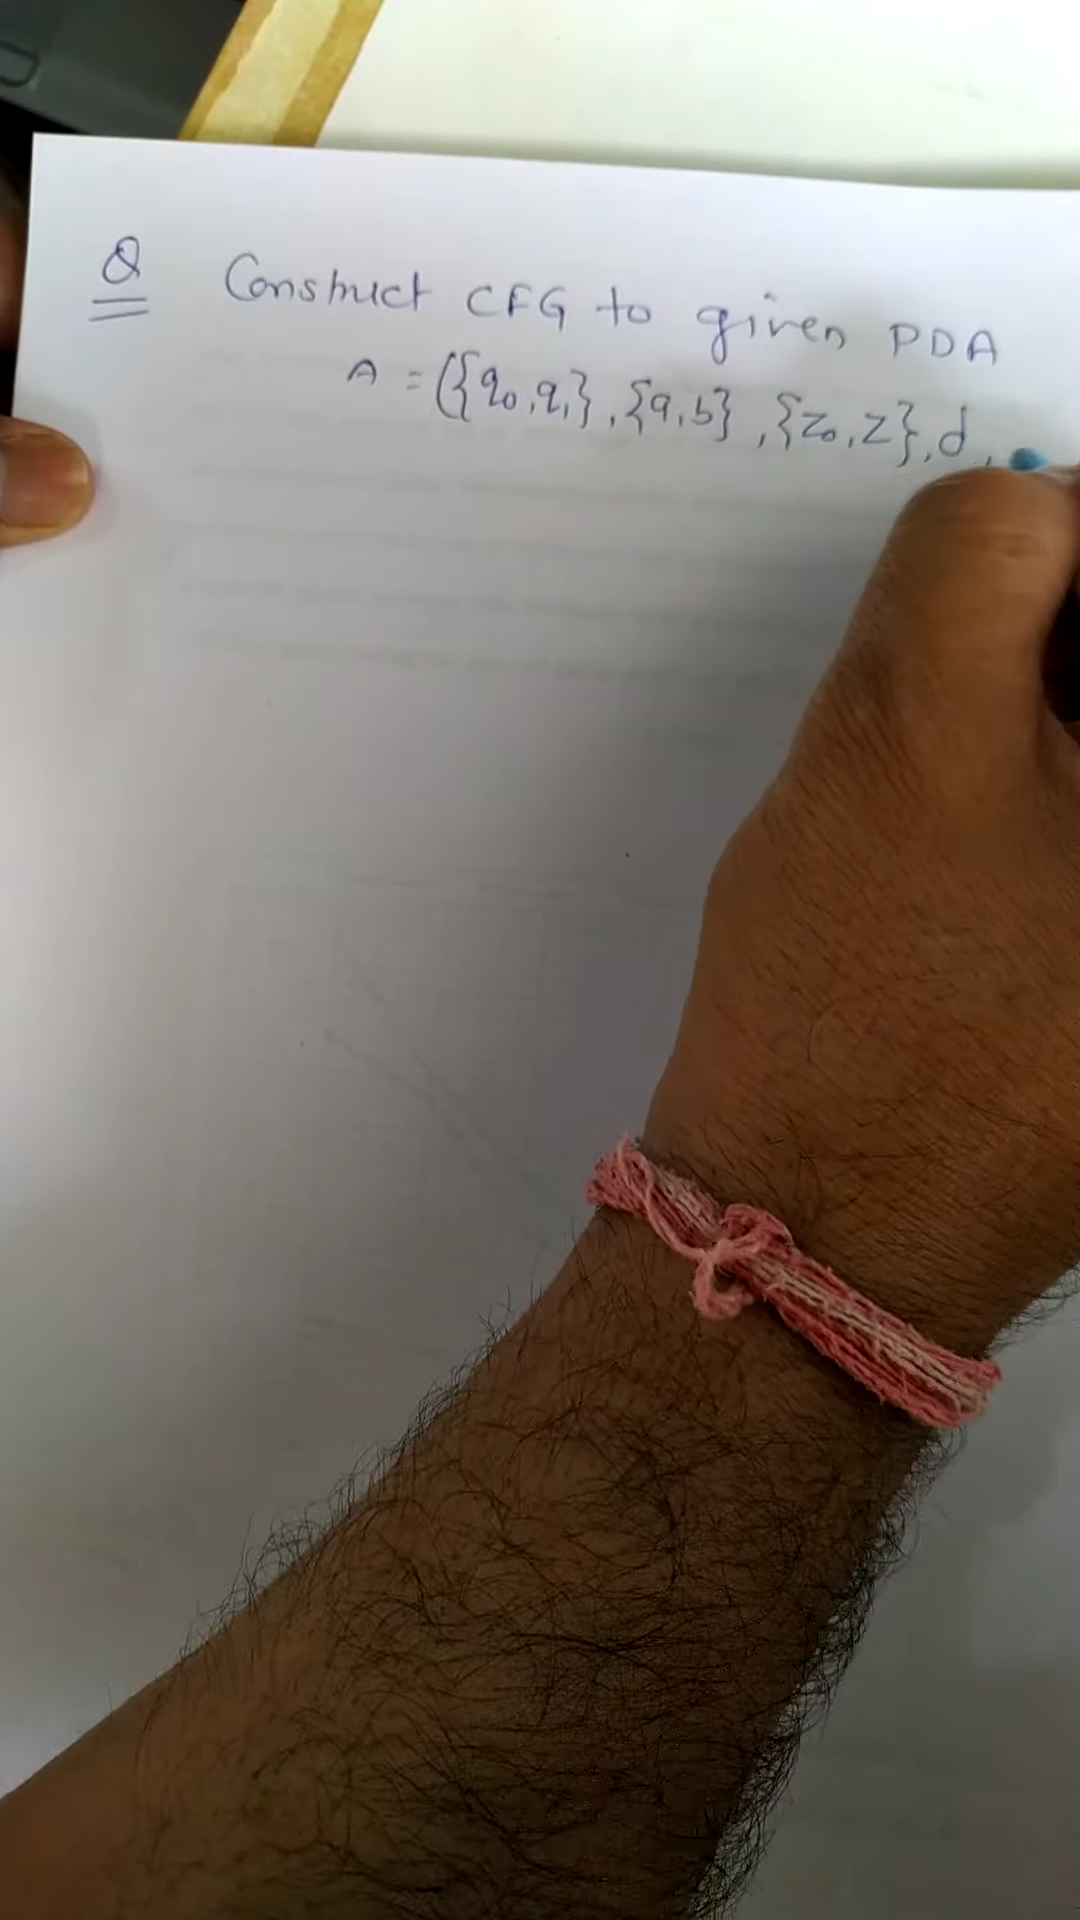 Q Construct CFG to given PDA
A = ({q0, q1}, {a, b}, {z0, z}, d,